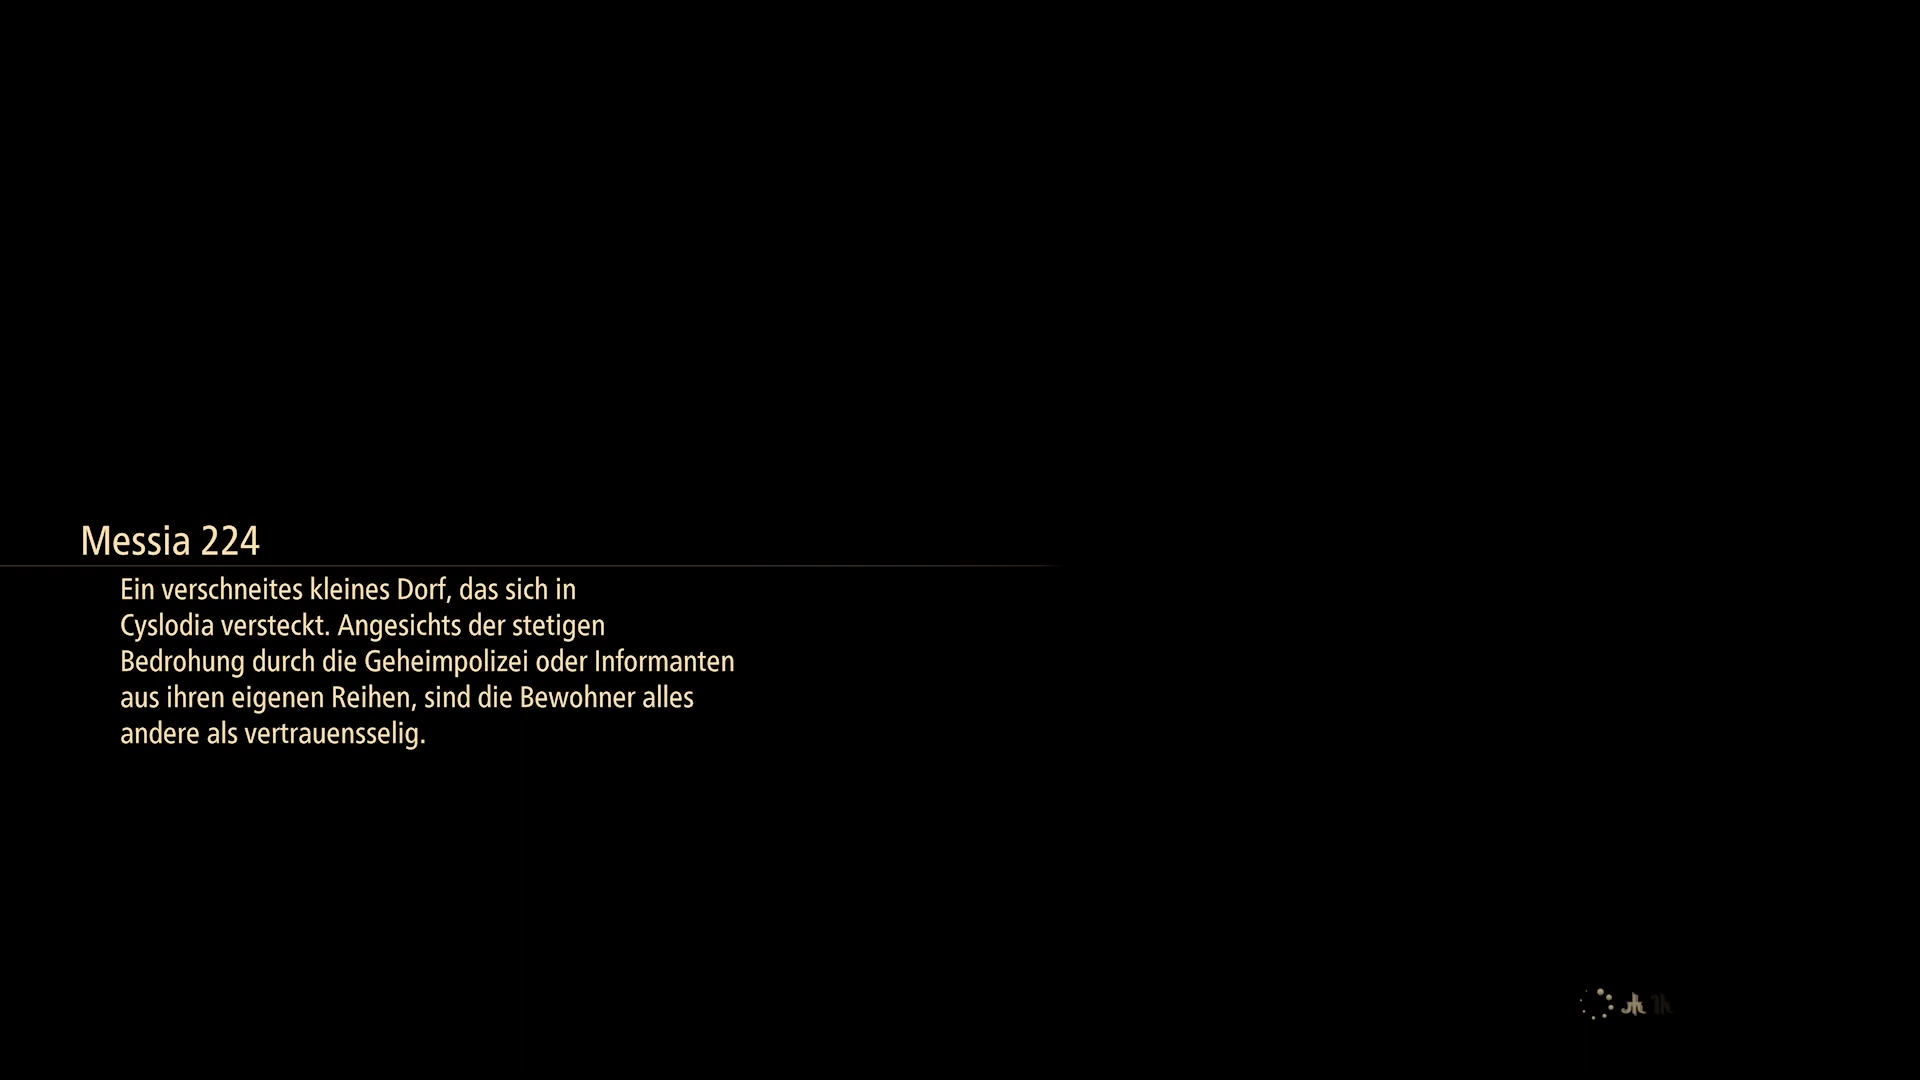 Messia 224
Ein verschneites kleines Dorf, das sich in
Cyslodia versteckt. Angesichts der stetigen
Bedrohung durch die Geheimpolizei oder Informanten
aus ihren eigenen Reihen, sind die Bewohner alles
andere als vertrauensselig.